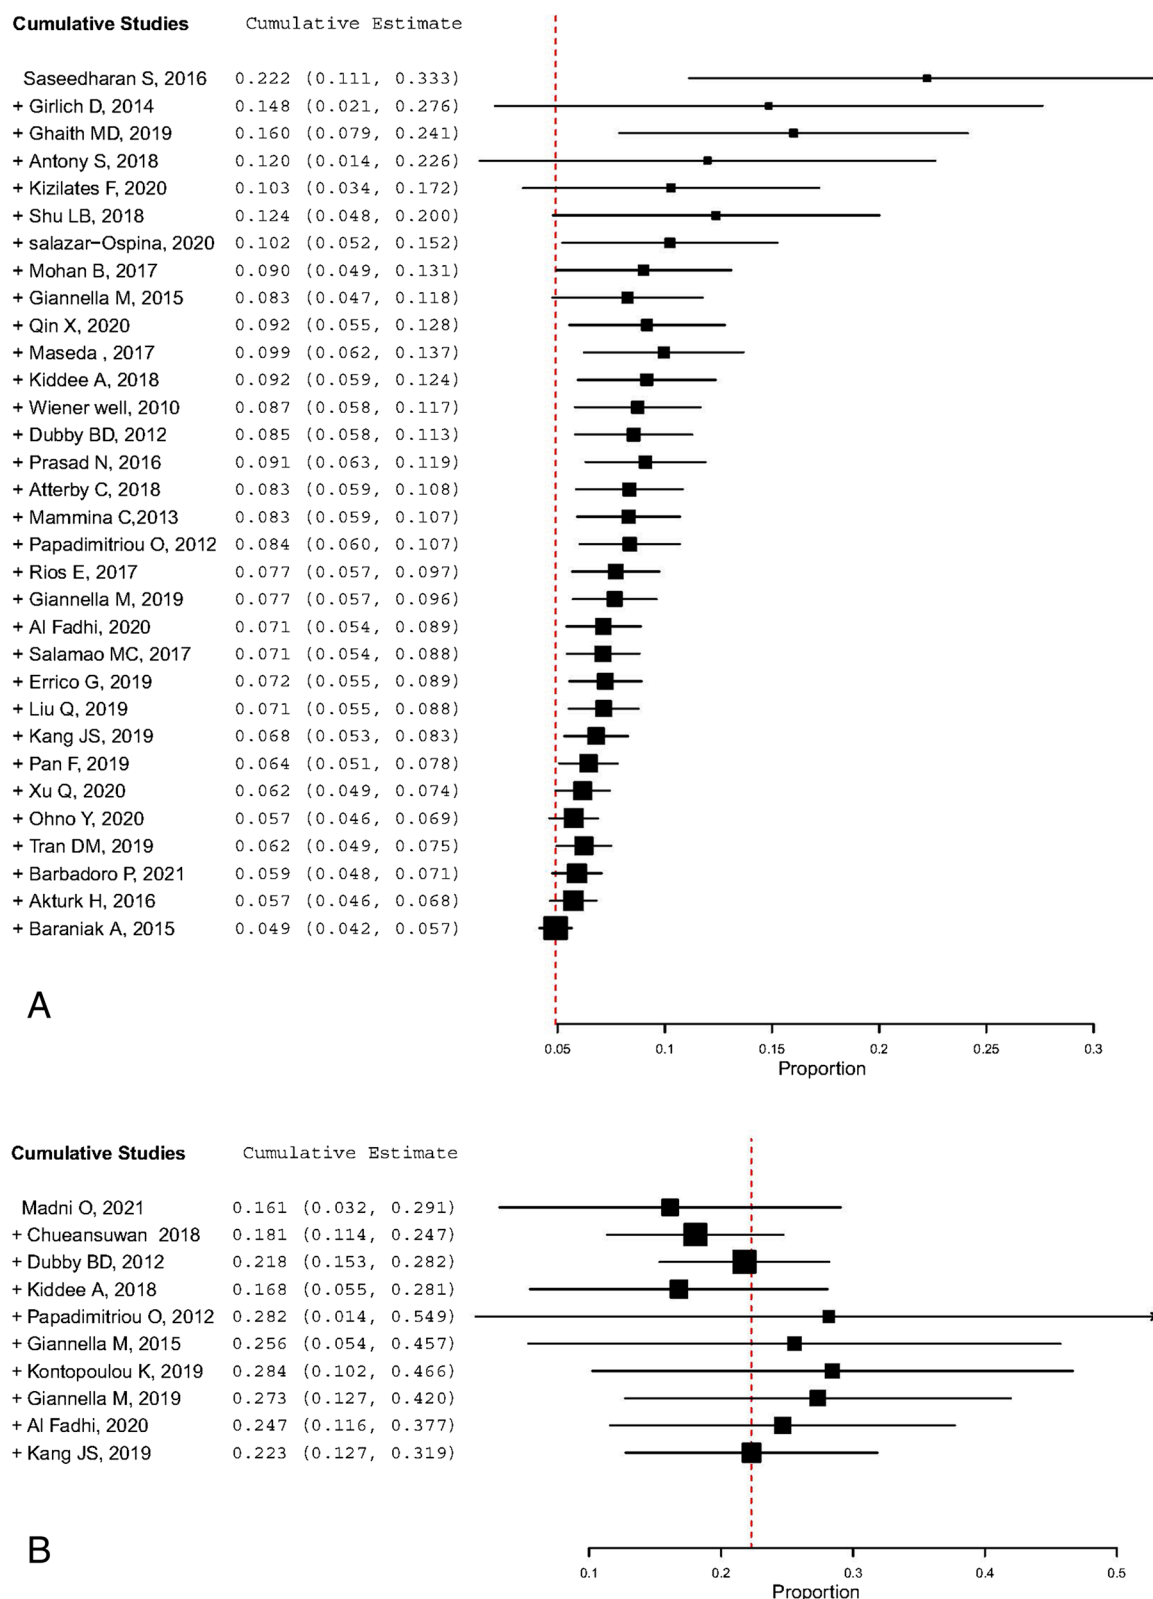 Cumulative Studies Cumulative Estimate
Saseedharan S, 2016 0.222 (0.111, 0.333)
+ Girlich D, 2014 0.148 (0.021, 0.276)
+ Ghaith MD, 2019 0.160 (0.079, 0.241)
+ Antony S, 2018 0.120 (0.014, 0.226)
+ Kizilates F, 2020 0.103 (0.034, 0.172)
+ Shu LB, 2018 0.124 (0.048, 0.200)
+ salazar−Ospina, 2020 0.102 (0.052, 0.152)
+ Mohan B, 2017 0.090 (0.049, 0.131)
+ Giannella M, 2015 0.083 (0.047, 0.118)
+ Qin X, 2020 0.092 (0.055, 0.128)
+ Maseda , 2017 0.099 (0.062, 0.137)
+ Kiddee A, 2018 0.092 (0.059, 0.124)
+ Wiener well, 2010 0.087 (0.058, 0.117)
+ Dubby BD, 2012 0.085 (0.058, 0.113)
+ Prasad N, 2016 0.091 (0.063, 0.119)
+ Atterby C, 2018 0.083 (0.059, 0.108)
+ Mammina C,2013 0.083 (0.059, 0.107)
+ Papadimitriou O, 2012 0.084 (0.060, 0.107)
+ Rios E, 2017 0.077 (0.057, 0.097)
+ Giannella M, 2019 0.077 (0.057, 0.096)
+ Al Fadhi, 2020 0.071 (0.054, 0.089)
+ Salamao MC, 2017 0.071 (0.054, 0.088)
+ Errico G, 2019 0.072 (0.055, 0.089)
+ Liu Q, 2019 0.071 (0.055, 0.088)
+ Kang JS, 2019 0.068 (0.053, 0.083)
+ Pan F, 2019 0.064 (0.051, 0.078)
+ Xu Q, 2020 0.062 (0.049, 0.074)
+ Ohno Y, 2020 0.057 (0.046, 0.069)
+ Tran DM, 2019 0.062 (0.049, 0.075)
+ Barbadoro P, 2021 0.059 (0.048, 0.071)
+ Akturk H, 2016 0.057 (0.046, 0.068)
+ Baraniak A, 2015 0.049 (0.042, 0.057)
A
0.05 0.1 0.15 0.2 0.25 0.3
Proportion
Cumulative Studies Cumulative Estimate
Madni O, 2021 0.161 (0.032, 0.291)
+ Chueansuwan 2018 0.181 (0.114, 0.247)
+ Dubby BD, 2012 0.218 (0.153, 0.282)
+ Kiddee A, 2018 0.168 (0.055, 0.281)
+ Papadimitriou O, 2012 0.282 (0.014, 0.549)
+ Giannella M, 2015 0.256 (0.054, 0.457)
+ Kontopoulou K, 2019 0.284 (0.102, 0.466)
+ Giannella M, 2019 0.273 (0.127, 0.420)
+ Al Fadhi, 2020 0.247 (0.116, 0.377)
+ Kang JS, 2019 0.223 (0.127, 0.319)
B
0.1 0.2 0.3 0.4 0.5
Proportion